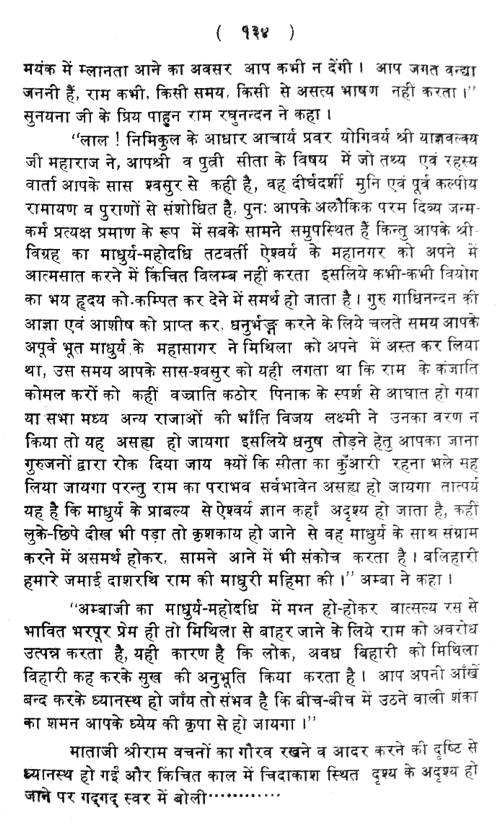 ( १३४ )
मयंक में म्लानता आने का अवसर आप कभी न देंगी । आप जगत वन्द्या
जननी हैं, राम कभी, किसी समय, किसी से असत्य भाषण नहीं करता ।"
सुनयना जी के प्रिय पाहुन राम रघुनन्दन ने कहा ।
"लाल ! निमिकुल के आधार आचार्य प्रवर योगिवर्य श्री याज्ञवल्क्य
जी महाराज ने, आपश्री व पुत्री सीता के विषय में जो तथ्य एवं रहस्य
वार्ता आपके सास श्वसुर से कही है, वह दीर्घदर्शी मुनि एवं पूर्व कल्पीय
रामायण व पुराणों से संशोधित है, पुनः आपके अलौकिक परम दिव्य जन्म-
कर्म प्रत्यक्ष प्रमाण के रूप में सबके सामने समुपस्थित हैं किन्तु आपके श्री-
विग्रह का माधुर्य-महोदधि तटवर्ती ऐश्वर्य के महानगर को अपने में
आत्मसात करने में किंचित विलम्ब नहीं करता इसलिये कभी-कभी वियोग
का भय हृदय को कम्पित कर देने में समर्थ हो जाता है । गुरु गाधिनन्दन की
आज्ञा एवं आशीष को प्राप्त कर, धनुर्भङ्ग करने के लिये चलते समय आपके
अपूर्व भूत माधुर्य के महासागर ने मिथिला को अपने में अस्त कर लिया
था, उस समय आपके सास-श्वसुर को यही लगता था कि राम के कंजाति
कोमल करों को कहीं वज्राति कठोर पिनाक के स्पर्श से आघात हो गया
या सभा मध्य अन्य राजाओं की भाँति विजय लक्ष्मी ने उनका वरण न
किया तो यह असह्य हो जायगा इसलिये धनुष तोड़ने हेतु आपका जाना
गुरुजनों द्वारा रोक दिया जाय क्यों कि सीता का कुँआरी रहना भले सह
लिया जायगा परन्तु राम का पराभव सर्वभावेन असह्य हो जायगा तात्पर्य
यह है कि माधुर्य के प्राबल्य से ऐश्वर्य ज्ञान कहाँ अदृश्य हो जाता है, कहीं
लुके-छिपे दीख भी पड़ा तो कृशकाय हो जाने से वह माधुर्य के साथ संग्राम
करने में असमर्थ होकर, सामने आने में भी संकोच करता है । बलिहारी
हमारे जमाई दाशरथि राम की माधुरी महिमा की ।" अम्बा ने कहा ।
"अम्बाजी का माधुर्य-महोदधि में मग्न हो-होकर वात्सल्य रस से
भावित भरपूर प्रेम ही तो मिथिला से बाहर जाने के लिये राम को अवरोध
उत्पन्न करता है, यही कारण है कि लोक, अवध बिहारी को मिथिला
विहारी कह करके सुख की अनुभूति किया करता है । आप अपनी आँखें
बन्द करके ध्यानस्थ हो जाँय तो संभव है कि बीच-बीच में उठने वाली शंका
का शमन आपके ध्येय की कृपा से हो जायगा ।"
माताजी श्रीराम वचनों का गौरव रखने व आदर करने की दृष्टि से
ध्यानस्थ हो गईं और किंचित काल में चिदाकाश स्थित दृश्य के अदृश्य हो
जाने पर गद्गद् स्वर में बोली............